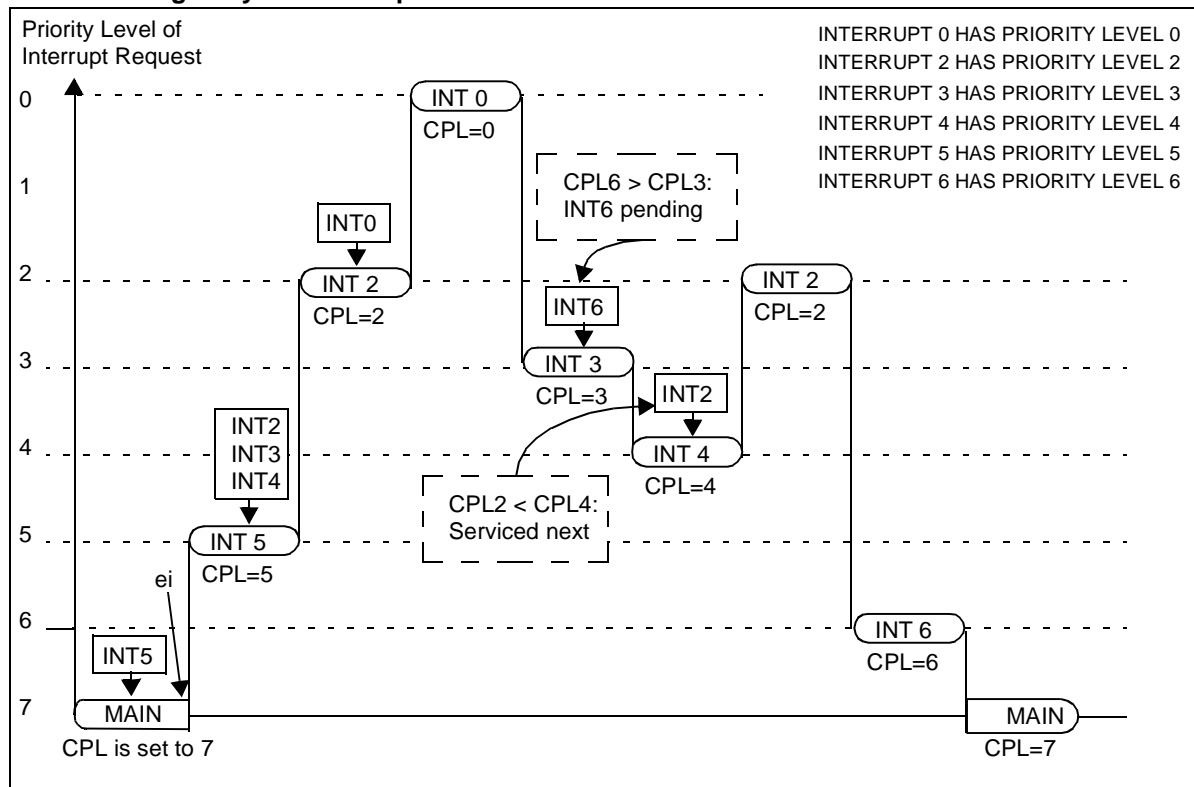 Priority Level of
Interrupt Request
INTERRUPT 0 HAS PRIORITY LEVEL 0
INTERRUPT 2 HAS PRIORITY LEVEL 2
INTERRUPT 3 HAS PRIORITY LEVEL 3
INTERRUPT 4 HAS PRIORITY LEVEL 4
INTERRUPT 5 HAS PRIORITY LEVEL 5
INTERRUPT 6 HAS PRIORITY LEVEL 6
0
INT 0
CPL=0
1
CPL6 > CPL3:
INT6 pending
INT0
2
INT 2
CPL=2
INT 2
CPL=2
INT6
3
INT 3
CPL=3
INT2
INT2
INT3
INT4
4
INT 4
CPL=4
CPL2 < CPL4:
Serviced next
5
INT 5
CPL=5
ei
6
INT 6
CPL=6
INT5
7
MAIN
CPL is set to 7
MAIN
CPL=7